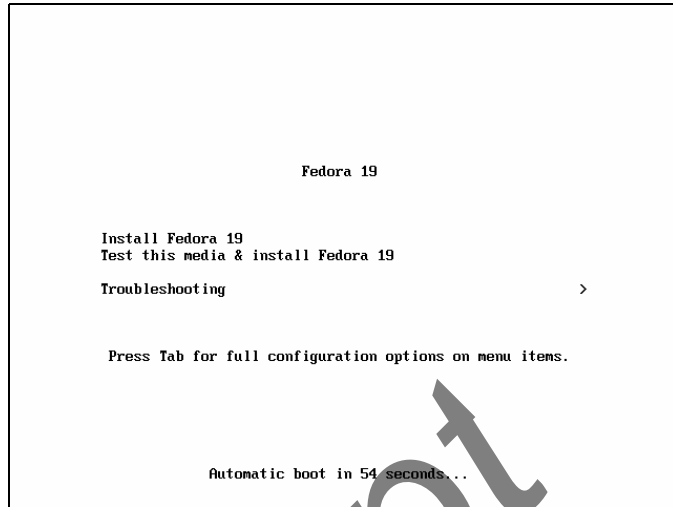 Fedora 19
Install Fedora 19
Test this media & install Fedora 19
Troubleshooting >
Press Tab for full configuration options on menu items.
Automatic boot in 54 seconds...